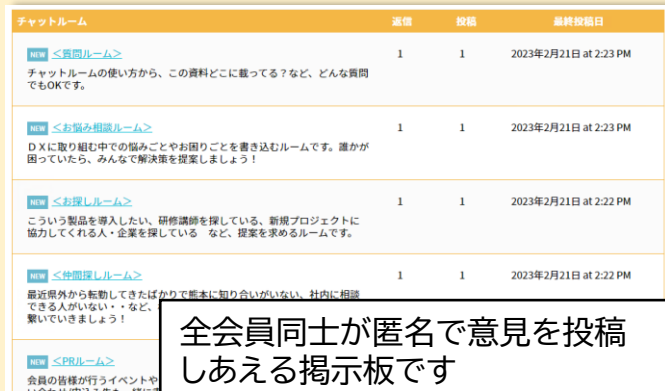 チャットルーム 返信 投稿 最終投稿日
NEW <質問ルーム> 1 1 2023年2月21日 at 2:23 PM
チャットルームの使い方から、この資料どこに載ってる？など、どんな質問
でもOKです。
NEW <お悩み相談ルーム> 1 1 2023年2月21日 at 2:23 PM
ＤＸに取り組む中での悩みごとやお困りごとを書き込むルームです。誰かが
困っていたら、みんなで解決策を提案しましょう！
NEW <お探しルーム> 1 1 2023年2月21日 at 2:22 PM
こういう製品を導入したい、研修講師を探している、新規プロジェクトに
協力してくれる人・企業を探している　など、提案を求めるルームです。
NEW <仲間探しルーム> 1 1 2023年2月21日 at 2:22 PM
最近県外から転勤してきたばかりで熊本に知り合いがいない、社内に相談
できる人がいない・・など、
繋いでいきましょう！
NEW <PRルーム>
会員の皆様が行うイベントや
全会員同士が匿名で意見を投稿
しあえる掲示板です